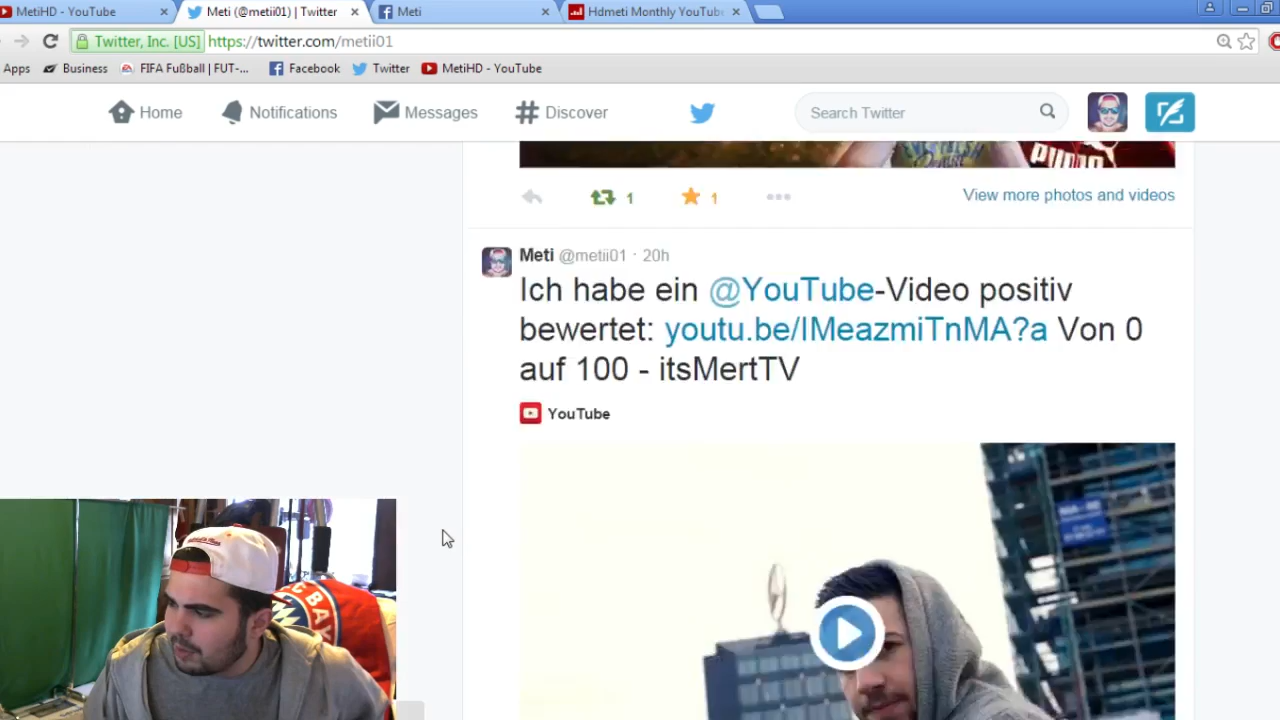 MetiHD - YouTube
Meti (@metii01) | Twitter
Meti
Hdmeti Monthly YouTube
Twitter, Inc. [US] https://twitter.com/metii01
Apps Business FIFA Fußball | FUT-... Facebook Twitter MetiHD - YouTube
Home Notifications Messages Discover Search Twitter
PUMA
1 1 View more photos and videos
Meti @metii01 · 20h
Ich habe ein @YouTube-Video positiv
bewertet: youtu.be/IMeazmiTnMA?a Von 0
auf 100 - itsMertTV
YouTube